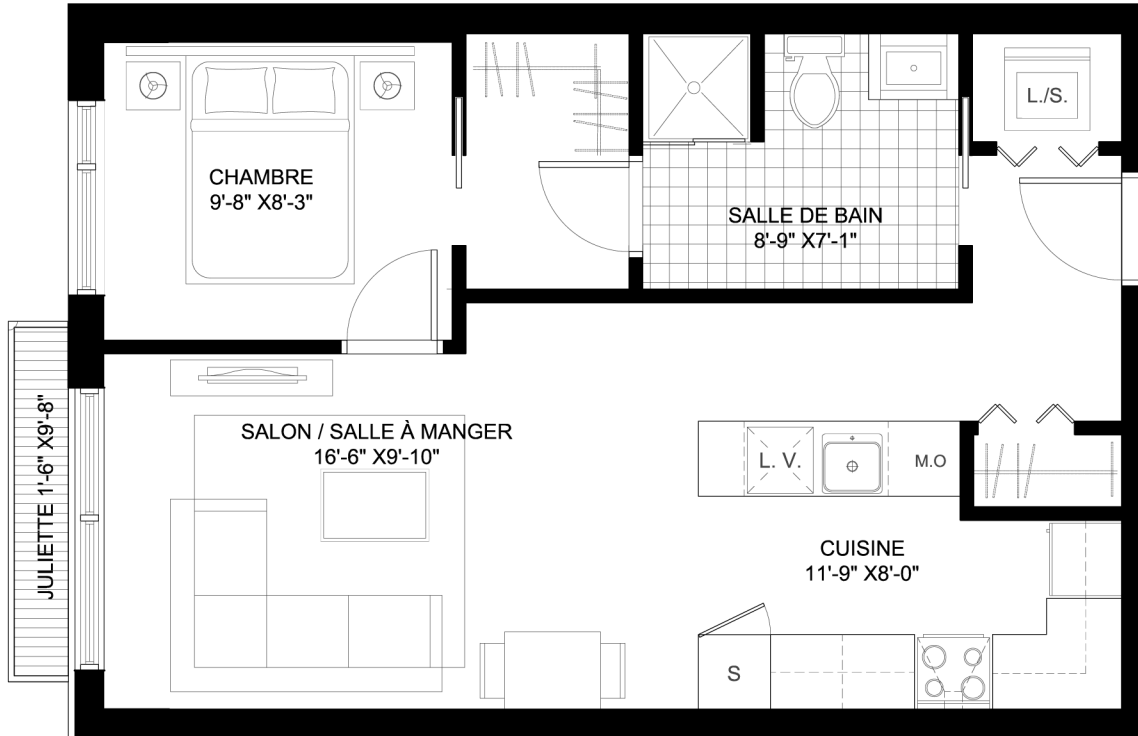 L./S.
CHAMBRE
9'-8" X8'-3"
SALLE DE BAIN
8'-9" X7'-1"
JULIETTE 1'-6" X9'-8"
SALON / SALLE À MANGER
16'-6" X9'-10"
L. V.
M.O
CUISINE
11'-9" X8'-0"
S